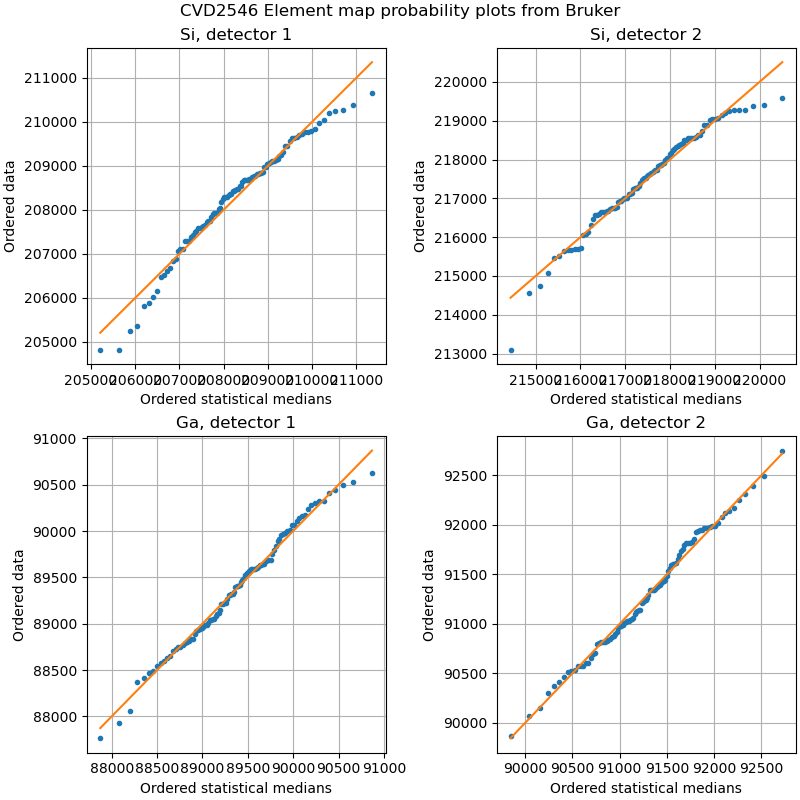 CVD2546 Element map probability plots from Bruker
Si, detector 1
Ordered data
211000
210000
209000
208000
207000
206000
205000
205000 206000 207000 208000 209000 210000 211000
Ordered statistical medians
Si, detector 2
Ordered data
220000
219000
218000
217000
216000
215000
214000
213000
215000 216000 217000 218000 219000 220000
Ordered statistical medians
Ga, detector 1
Ordered data
91000
90500
90000
89500
89000
88500
88000
88000 88500 89000 89500 90000 90500 91000
Ordered statistical medians
Ga, detector 2
Ordered data
92500
92000
91500
91000
90500
90000
90000 90500 91000 91500 92000 92500
Ordered statistical medians